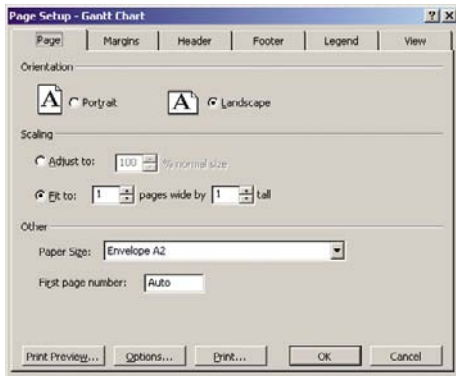 Page Setup - Gantt Chart
Page Margins Header Footer Legend View
Orientation
A Portrait A Landscape
Scaling
Adjust to: 100 % normal size
Fit to: 1 pages wide by 1 tall
Other
Paper Size: Envelope A2
First page number: Auto
Print Preview... Options... Print... OK Cancel